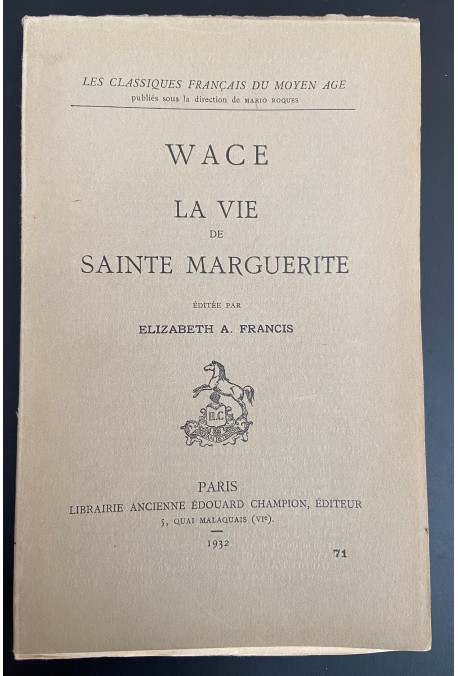 LES CLASSIQUES FRANÇAIS DU MOYEN AGE
publiés sous la direction de MARIO ROQUES
WACE
LA VIE
DE
SAINTE MARGUERITE
ÉDITÉE PAR
ELIZABETH A. FRANCIS
H.C
PARIS
LIBRAIRIE ANCIENNE ÉDOUARD CHAMPION, ÉDITEUR
5, QUAI MALAQUAIS (VIe)
1932
71